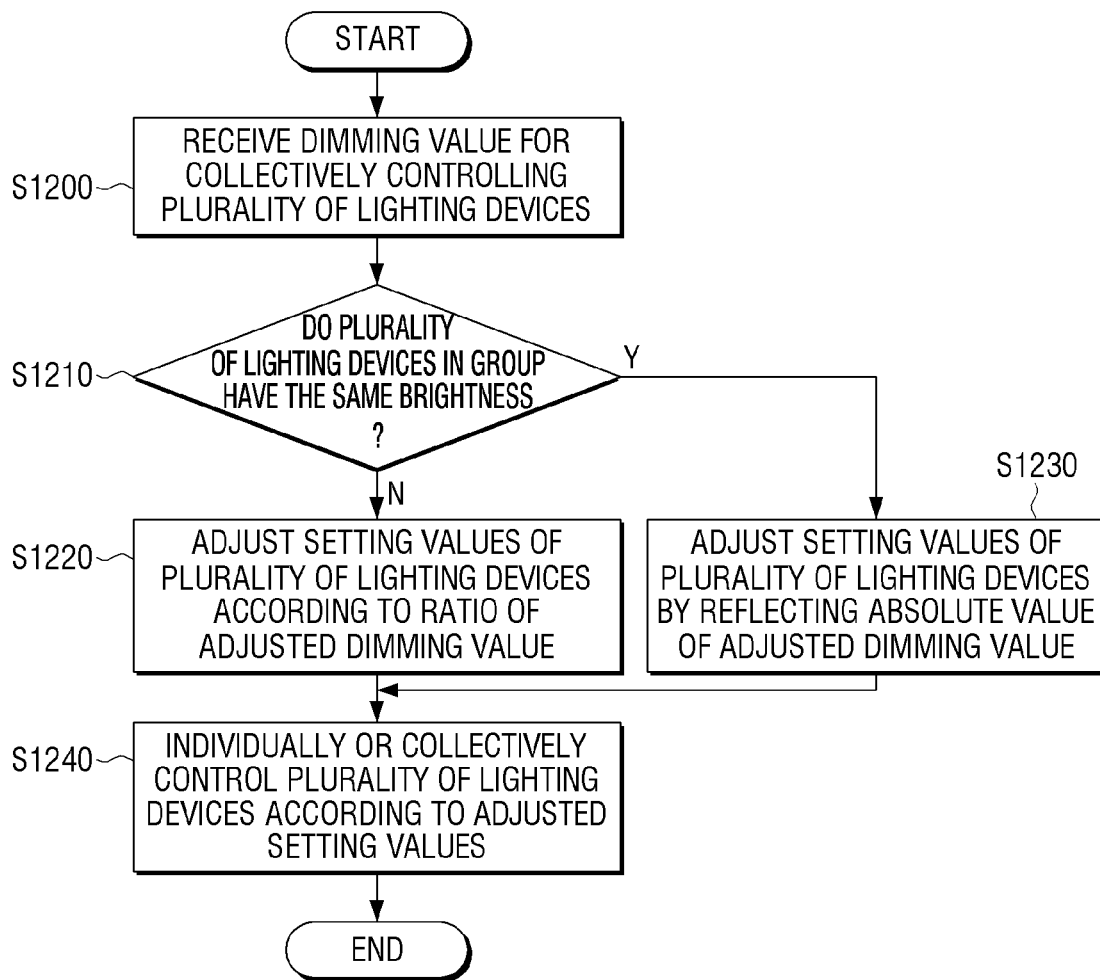 START
RECEIVE DIMMING VALUE FOR
COLLECTIVELY CONTROLLING
PLURALITY OF LIGHTING DEVICES
S1200
DO PLURALITY
OF LIGHTING DEVICES IN GROUP
HAVE THE SAME BRIGHTNESS
?
S1210
Y
N
S1220
ADJUST SETTING VALUES OF
PLURALITY OF LIGHTING DEVICES
ACCORDING TO RATIO OF
ADJUSTED DIMMING VALUE
S1230
ADJUST SETTING VALUES OF
PLURALITY OF LIGHTING DEVICES
BY REFLECTING ABSOLUTE VALUE
OF ADJUSTED DIMMING VALUE
S1240
INDIVIDUALLY OR COLLECTIVELY
CONTROL PLURALITY OF LIGHTING
DEVICES ACCORDING TO ADJUSTED
SETTING VALUES
END